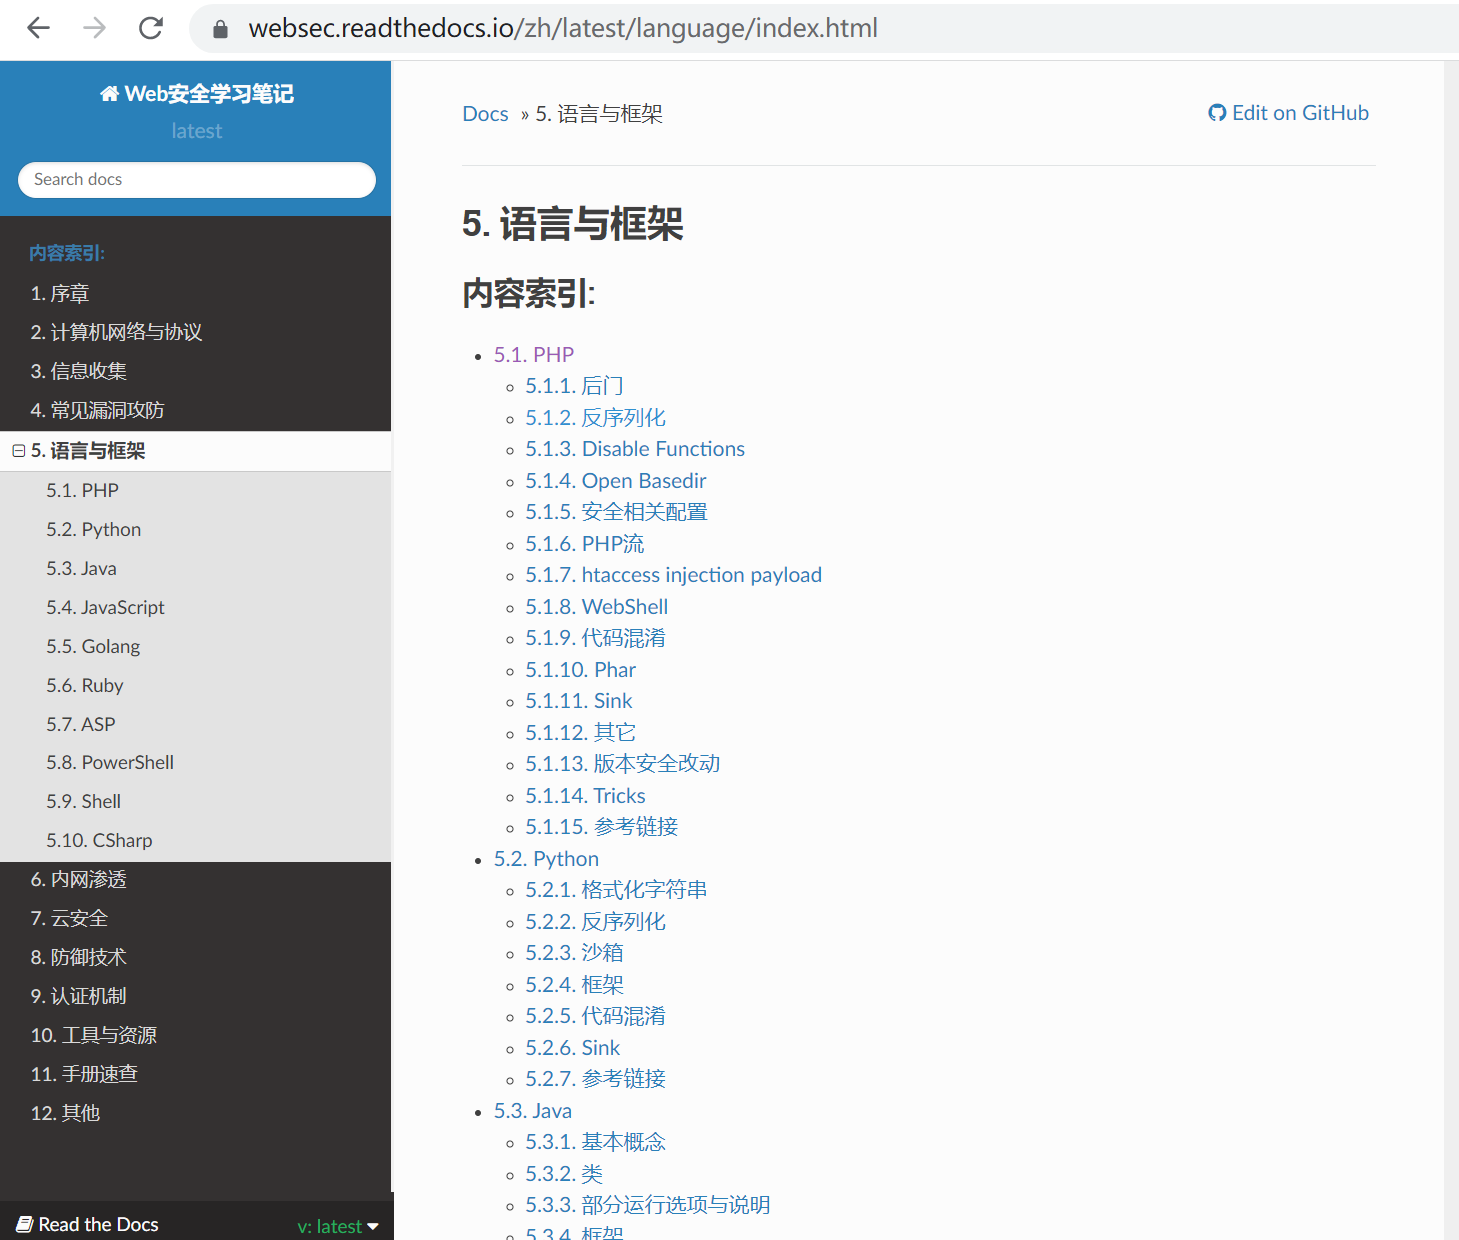 websec.readthedocs.io/zh/latest/language/index.html
Web安全学习笔记
latest
Search docs
内容索引:
1. 序章
2. 计算机网络与协议
3. 信息收集
4. 常见漏洞攻防
5. 语言与框架
5.1. PHP
5.2. Python
5.3. Java
5.4. JavaScript
5.5. Golang
5.6. Ruby
5.7. ASP
5.8. PowerShell
5.9. Shell
5.10. CSharp
6. 内网渗透
7. 云安全
8. 防御技术
9. 认证机制
10. 工具与资源
11. 手册速查
12. 其他
Read the Docs
v: latest
Docs » 5. 语言与框架
Edit on GitHub
5. 语言与框架
内容索引:
5.1. PHP
5.1.1. 后门
5.1.2. 反序列化
5.1.3. Disable Functions
5.1.4. Open Basedir
5.1.5. 安全相关配置
5.1.6. PHP流
5.1.7. htaccess injection payload
5.1.8. WebShell
5.1.9. 代码混淆
5.1.10. Phar
5.1.11. Sink
5.1.12. 其它
5.1.13. 版本安全改动
5.1.14. Tricks
5.1.15. 参考链接
5.2. Python
5.2.1. 格式化字符串
5.2.2. 反序列化
5.2.3. 沙箱
5.2.4. 框架
5.2.5. 代码混淆
5.2.6. Sink
5.2.7. 参考链接
5.3. Java
5.3.1. 基本概念
5.3.2. 类
5.3.3. 部分运行选项与说明
5.3.4. 框架